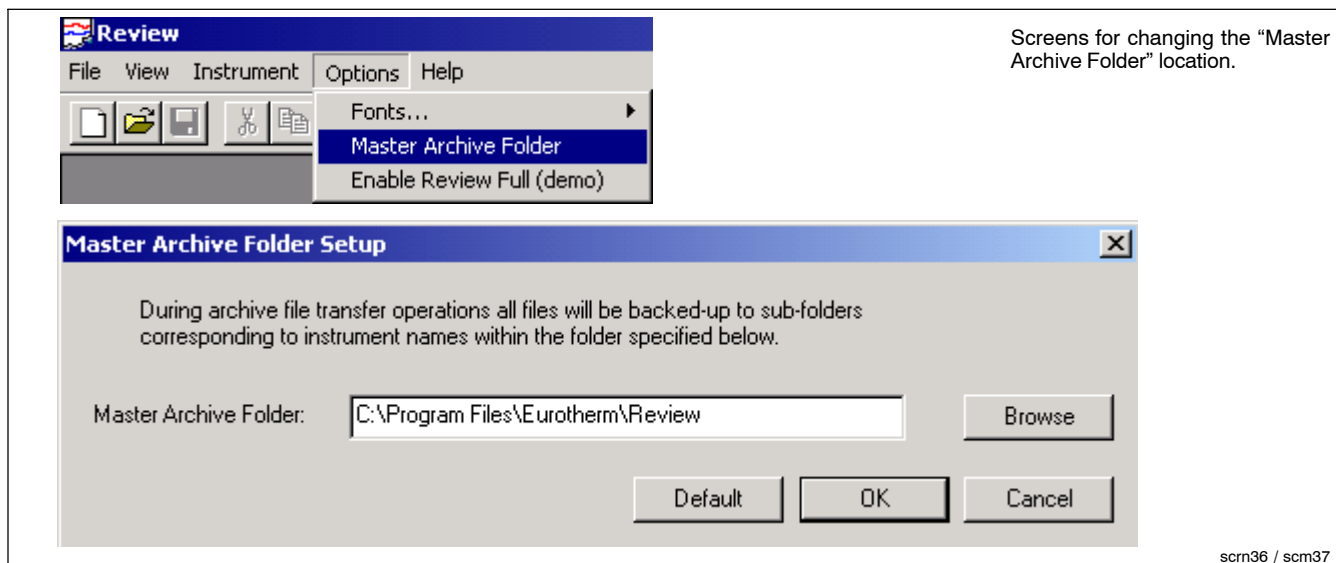 Review
Screens for changing the “Master
Archive Folder” location.
File View Instrument Options Help
Fonts...
Master Archive Folder
Enable Review Full (demo)
Master Archive Folder Setup
During archive file transfer operations all files will be backed-up to sub-folders
corresponding to instrument names within the folder specified below.
Master Archive Folder: C:\Program Files\Eurotherm\Review Browse
Default OK Cancel
scrn36 / scrn37